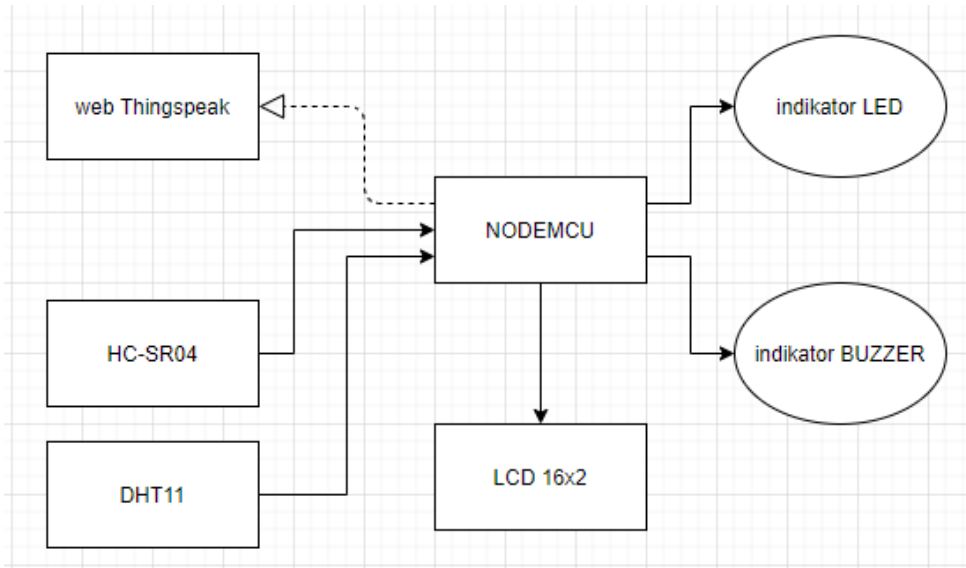 web Thingspeak
indikator LED
NODEMCU
HC-SR04
indikator BUZZER
DHT11
LCD 16x2